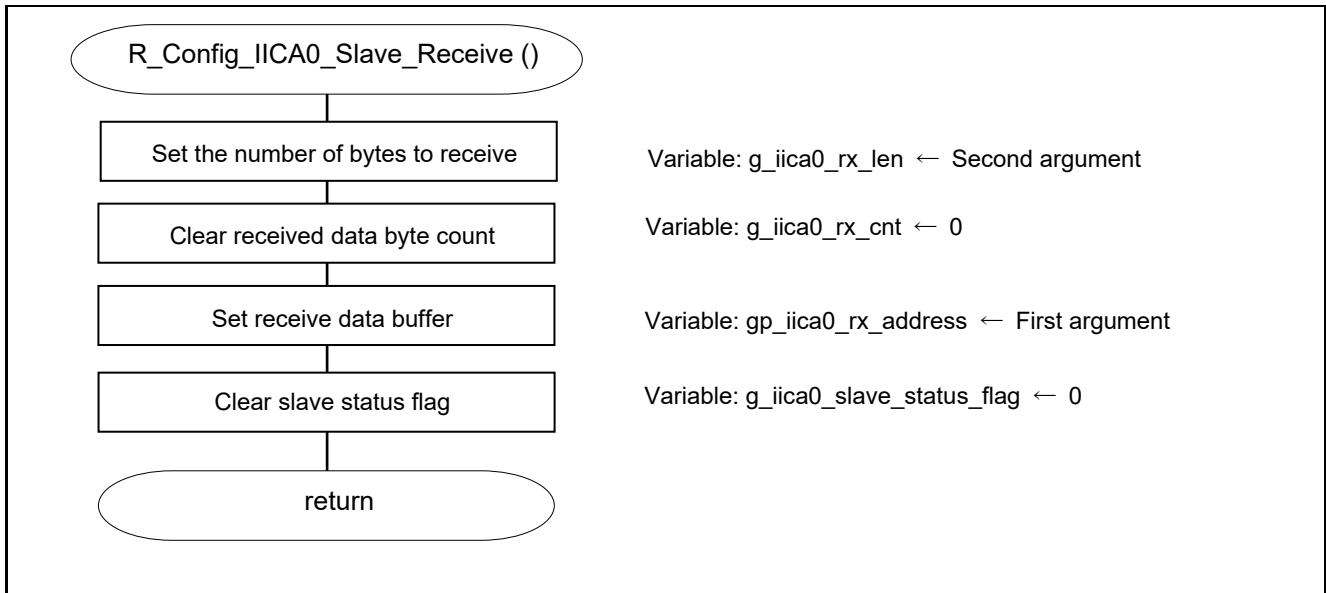 R_Config_IICA0_Slave_Receive ()
Set the number of bytes to receive
Variable: g_iica0_rx_len ← Second argument
Clear received data byte count
Variable: g_iica0_rx_cnt ← 0
Set receive data buffer
Variable: gp_iica0_rx_address ← First argument
Clear slave status flag
Variable: g_iica0_slave_status_flag ← 0
return